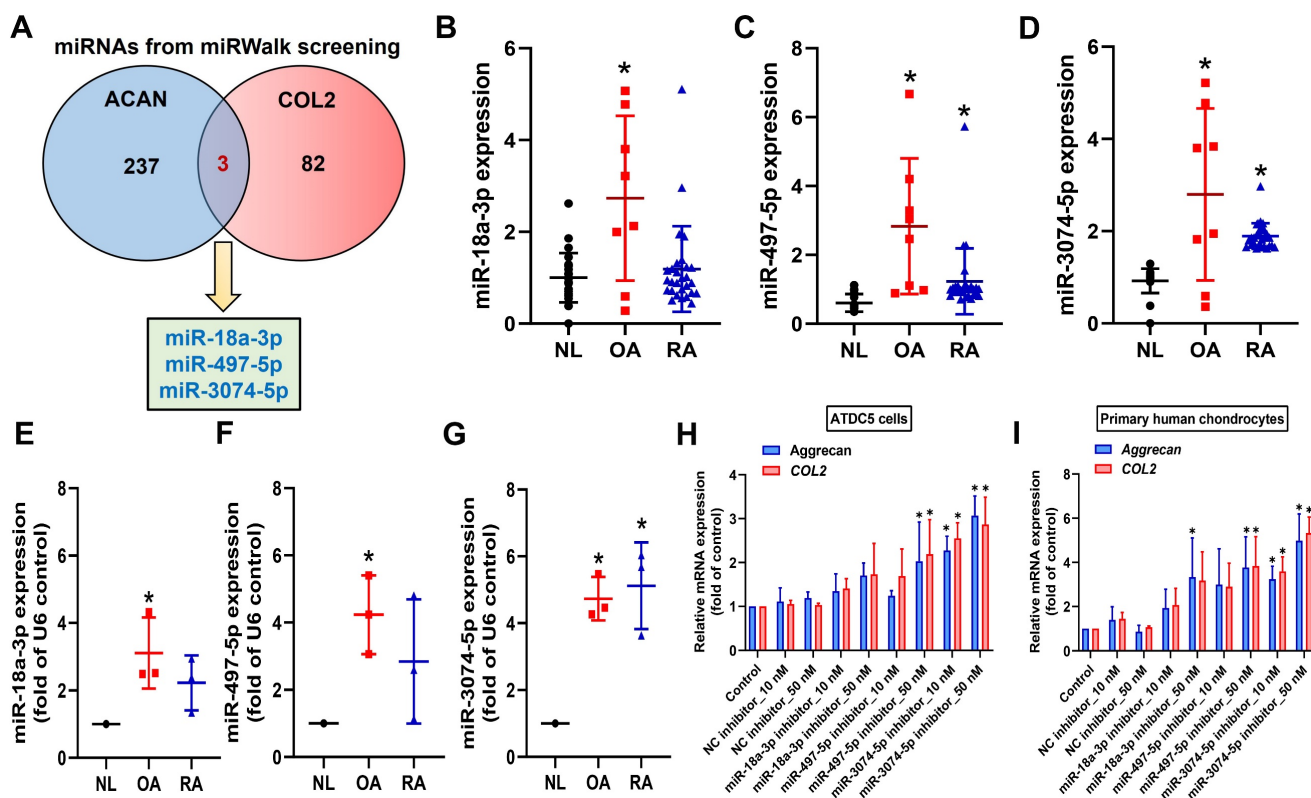 A
miRNAs from miRWalk screening
ACAN
COL2
237
3
82
miR-18a-3p
miR-497-5p
miR-3074-5p
B
miR-18a-3p expression
6
4
2
0
*
NL
OA
RA
C
miR-497-5p expression
8
6
4
2
0
*
*
NL
OA
RA
D
miR-3074-5p expression
6
4
2
0
*
*
NL
OA
RA
E
miR-18a-3p expression
(fold of U6 control)
8
6
4
2
0
*
NL
OA
RA
F
miR-497-5p expression
(fold of U6 control)
8
6
4
2
0
*
NL
OA
RA
G
miR-3074-5p expression
(fold of U6 control)
8
6
4
2
0
*
*
NL
OA
RA
H
ATDC5 cells
Aggrecan
COL2
Relative mRNA expression
(fold of control)
4
3
2
1
0
* *
* *
* *
Control
NC inhibitor_10 nM
NC inhibitor_50 nM
miR-18a-3p inhibitor_10 nM
miR-18a-3p inhibitor_50 nM
miR-497-5p inhibitor_10 nM
miR-497-5p inhibitor_50 nM
miR-3074-5p inhibitor_10 nM
miR-3074-5p inhibitor_50 nM
I
Primary human chondrocytes
Aggrecan
COL2
Relative mRNA expression
(fold of control)
8
6
4
2
0
*
* *
* *
* *
Control
NC inhibitor_10 nM
NC inhibitor_50 nM
miR-18a-3p inhibitor_10 nM
miR-18a-3p inhibitor_50 nM
miR-497-5p inhibitor_10 nM
miR-497-5p inhibitor_50 nM
miR-3074-5p inhibitor_10 nM
miR-3074-5p inhibitor_50 nM